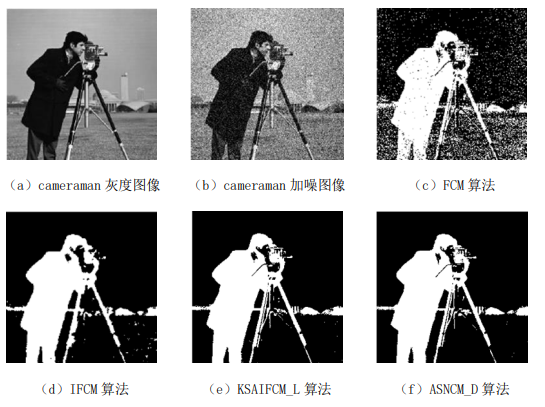 （a）cameraman 灰度图像
（b）cameraman 加噪图像
（c）FCM 算法
（d）IFCM 算法
（e）KSAIFCM_L 算法
（f）ASNCM_D 算法